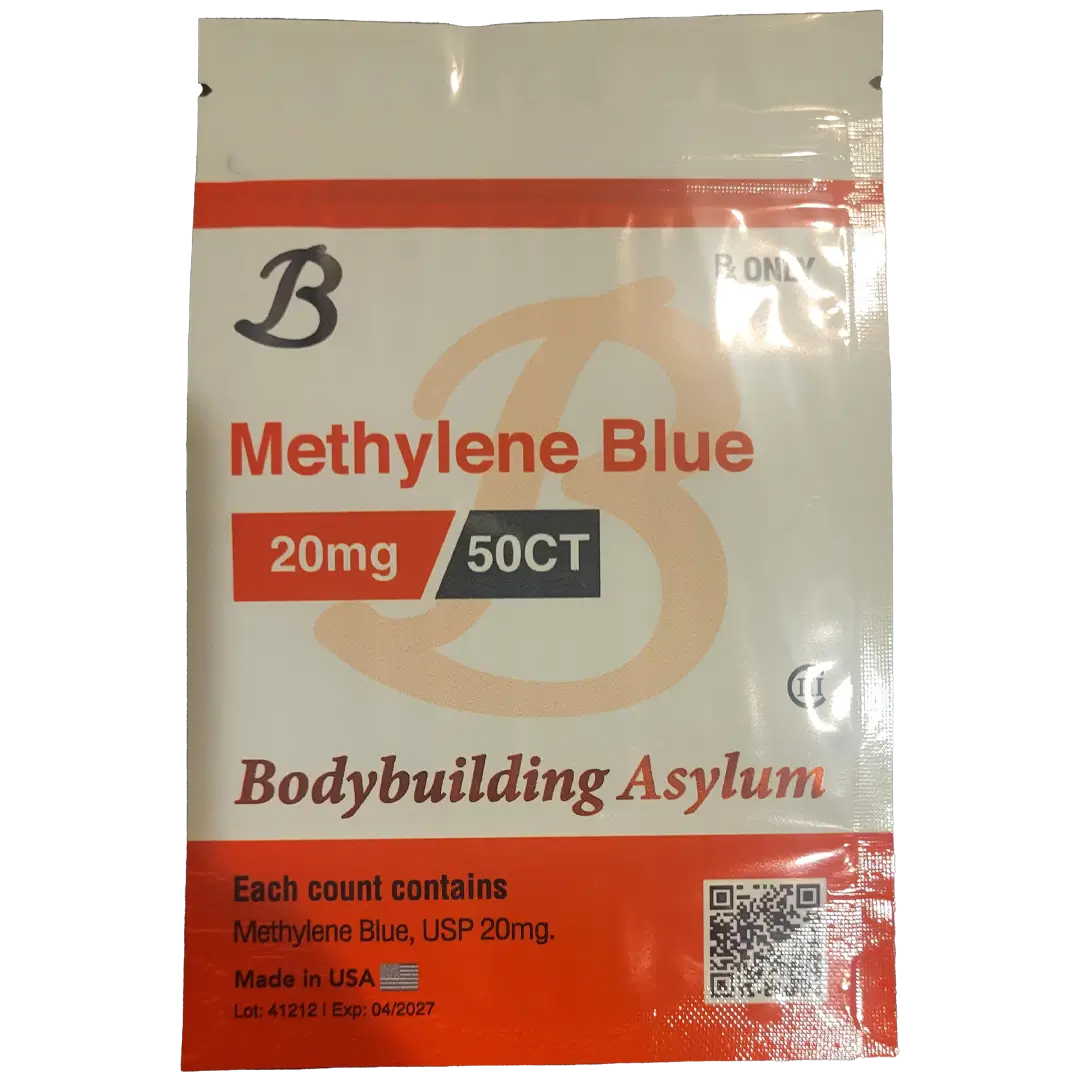 B
℞ ONLY
Methylene Blue
20mg
50CT
CIII
Bodybuilding Asylum
Each count contains
Methylene Blue, USP 20mg.
Made in USA
Lot: 41212 | Exp: 04/2027